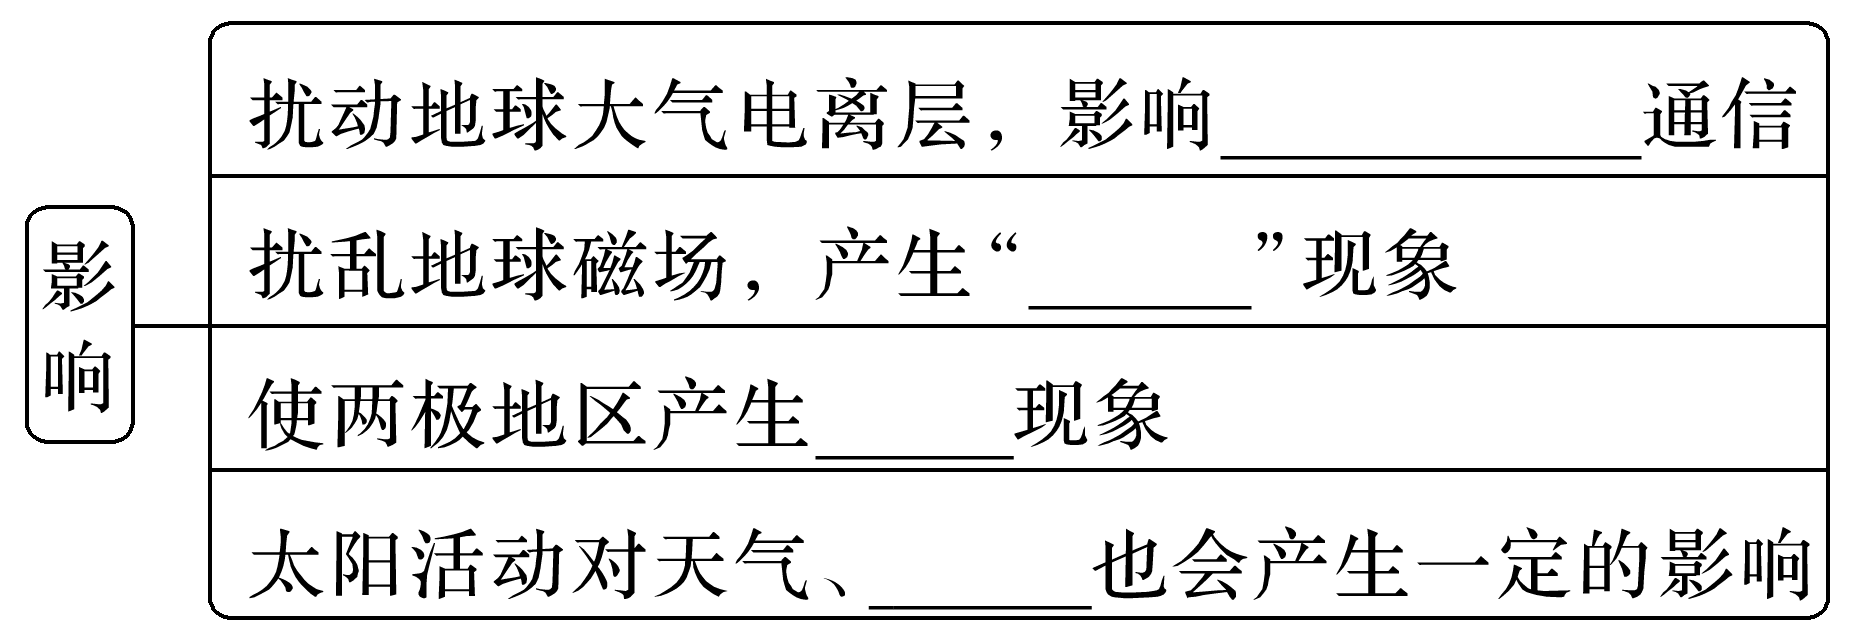 影响
扰动地球大气电离层，影响__________通信
扰乱地球磁场，产生“______”现象
使两极地区产生_____现象
太阳活动对天气、______也会产生一定的影响